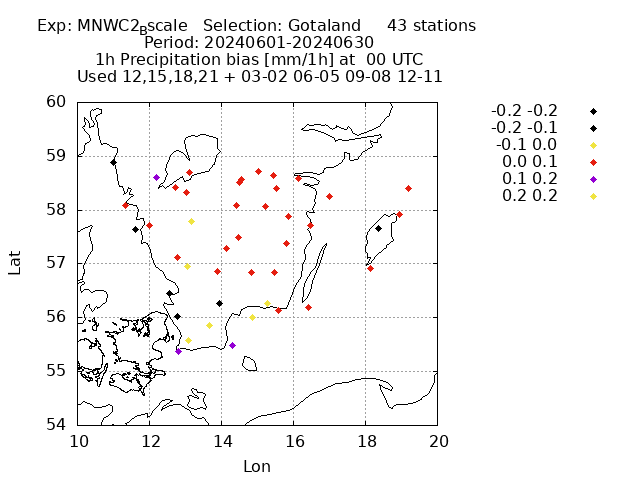 Exp: MNWC2Bscale Selection: Gotaland 43 stations
Period: 20240601-20240630
1h Precipitation bias [mm/1h] at 00 UTC
Used 12,15,18,21 + 03-02 06-05 09-08 12-11
-0.2 -0.2
-0.2 -0.1
-0.1 0.0
0.0 0.1
0.1 0.2
0.2 0.2
60
59
58
57
56
55
54
Lat
10 12 14 16 18 20
Lon